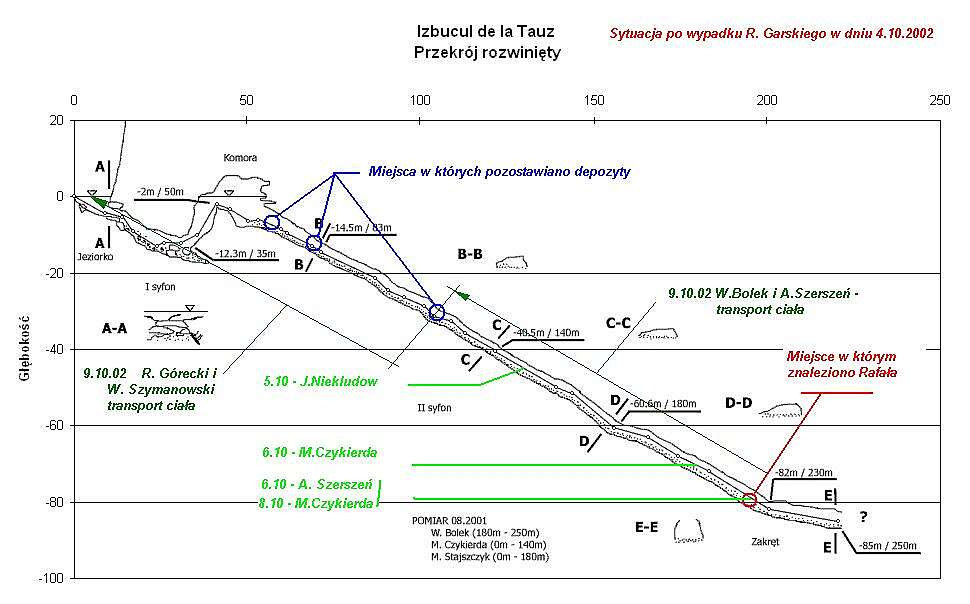 Izbucul de la Tauz
Przekrój rozwinięty
Sytuacja po wypadku R. Garskiego w dniu 4.10.2002
0 50 100 150 200 250
20
0
-20
-40
-60
-80
-100
Głębokość
A
A
Jeziorko
-2m / 50m
Komora
-12.3m / 35m
I syfon
A-A
Miejsca w których pozostawiano depozyty
B
-14.5m / 83m
B
B-B
9.10.02 W.Bolek i A.Szerszeń -
transport ciała
C
-40.5m / 140m
C
C-C
9.10.02 R. Górecki i
W. Szymanowski
transport ciała
5.10 - J.Niekludow
II syfon
Miejsce w którym
znaleziono Rafała
D
-60.6m / 180m
D
D-D
6.10 - M.Czykierda
6.10 - A. Szerszeń
8.10 - M.Czykierda
-82m / 230m
E
?
E
-85m / 250m
E-E
Zakręt
POMIAR 08.2001
W. Bolek (180m - 250m)
M. Czykierda (0m - 140m)
M. Stajszczyk (0m - 180m)